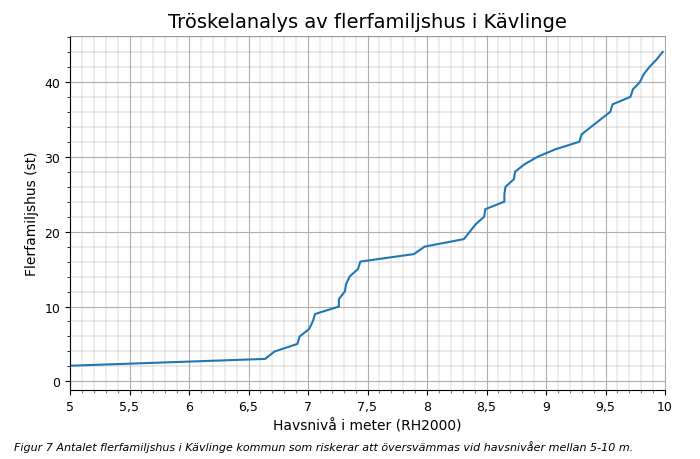 Tröskelanalys av flerfamiljshus i Kävlinge
40
30
20
10
0
Flerfamiljshus (st)
5 5,5 6 6,5 7 7,5 8 8,5 9 9,5 10
Havsnivå i meter (RH2000)
Figur 7 Antalet flerfamiljshus i Kävlinge kommun som riskerar att översvämmas vid havsnivåer mellan 5-10 m.